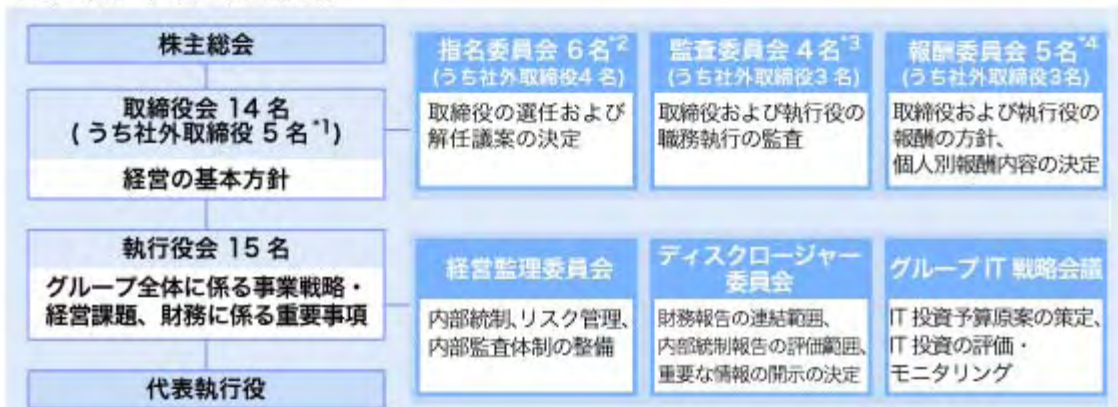 株主総会
取締役会 14 名
( うち社外取締役 5 名*1)
経営の基本方針
指名委員会 6 名*2
(うち社外取締役4 名)
取締役の選任および
解任議案の決定
監査委員会 4 名*3
(うち社外取締役3 名)
取締役および執行役の
職務執行の監査
報酬委員会 5名*4
(うち社外取締役3名)
取締役および執行役の
報酬の方針、
個人別報酬内容の決定
執行役会 15 名
グループ全体に係る事業戦略・
経営課題、財務に係る重要事項
代表執行役
経営監理委員会
内部統制、リスク管理、
内部監査体制の整備
ディスクロージャー
委員会
財務報告の連結範囲、
内部統制報告の評価範囲、
重要な情報の開示の決定
グループ IT 戦略会議
IT 投資予算原案の策定、
IT 投資の評価・
モニタリング